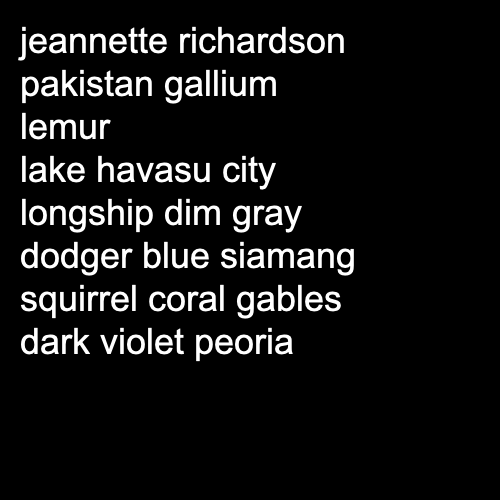 jeannette richardson
pakistan gallium
lemur
lake havasu city
longship dim gray
dodger blue siamang
squirrel coral gables
dark violet peoria